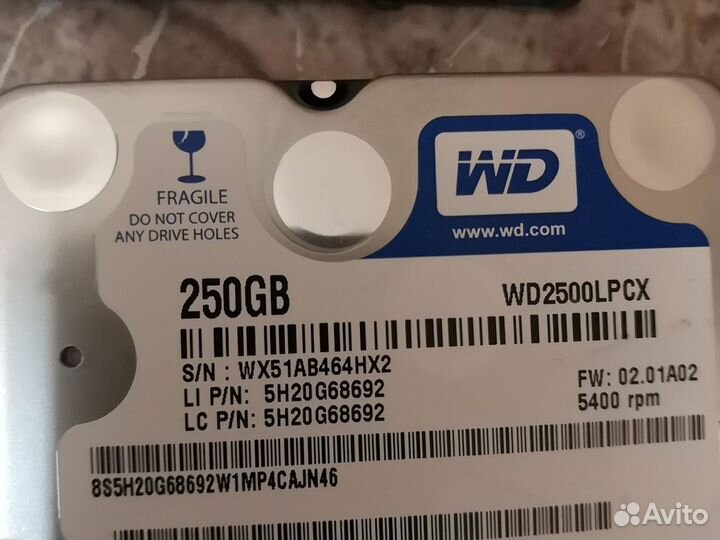 WD®
www.wd.com
FRAGILE
DO NOT COVER
ANY DRIVE HOLES
250GB
WD2500LPCX
S/N : WX51AB464HX2
LI P/N: 5H20G68692
LC P/N: 5H20G68692
FW: 02.01A02
5400 rpm
8S5H20G68692W1MP4CAJN46
Avito